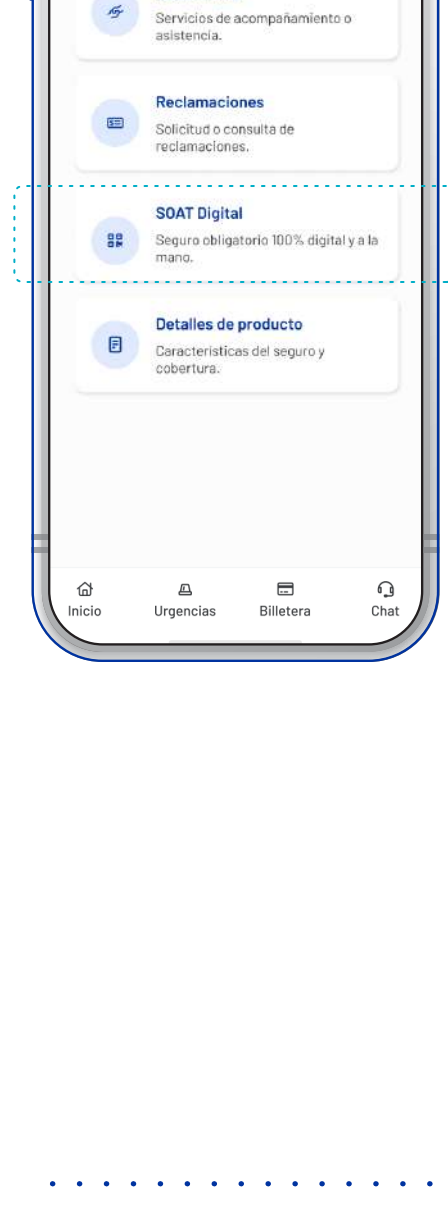 Servicios de acompañamiento o
asistencia.
Reclamaciones
Solicitud o consulta de
reclamaciones.
SOAT Digital
Seguro obligatorio 100% digital y a la
mano.
Detalles de producto
Características del seguro y
cobertura.
Inicio
Urgencias
Billetera
Chat